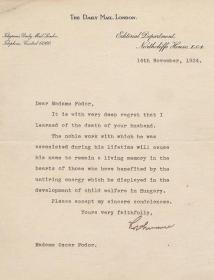 THE DAILY MAIL, LONDON.
Telegrams, Daily Mail, London.
Telephone, Central 6000.
Editorial Department,
Northcliffe House, E.C.4.
14th November, 1924.
Dear Madame Fodor,
It is with very deep regret that I
learned of the death of your husband.
The noble work with which he was
associated during his lifetime will cause
his name to remain a living memory in the
hearts of those who have benefited by the
untiring energy which he displayed in the
development of child welfare in Hungary.
Please accept my sincere condolences.
Yours very faithfully,
Rothermere
Madame Oscar Fodor.